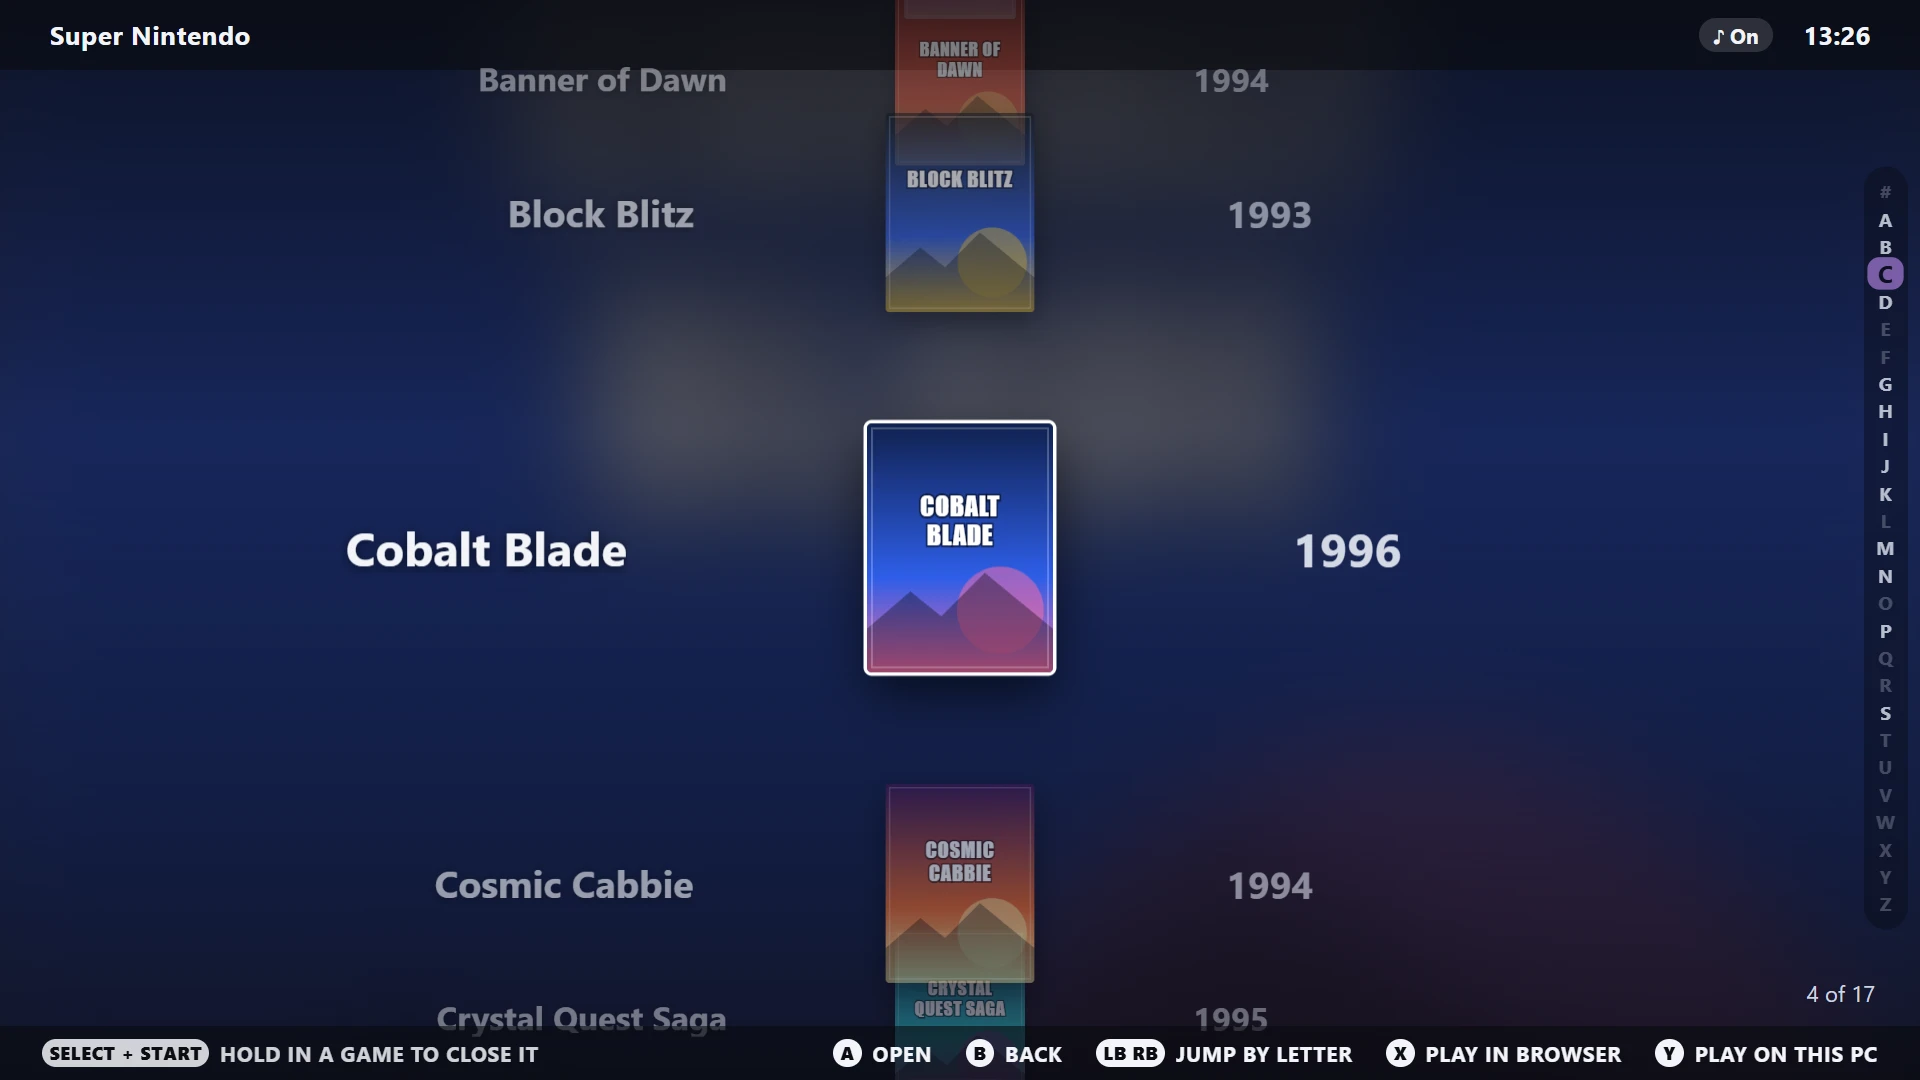 Super Nintendo
♪ On
13:26
Banner of Dawn
BANNER OF
DAWN
1994
Block Blitz
BLOCK BLITZ
1993
Cobalt Blade
COBALT
BLADE
1996
Cosmic Cabbie
COSMIC
CABBIE
1994
Crystal Quest Saga
CRYSTAL
QUEST SAGA
1995
#
A
B
C
D
E
F
G
H
I
J
K
L
M
N
O
P
Q
R
S
T
U
V
W
X
Y
Z
4 of 17
SELECT + START HOLD IN A GAME TO CLOSE IT
A OPEN B BACK LB RB JUMP BY LETTER X PLAY IN BROWSER Y PLAY ON THIS PC